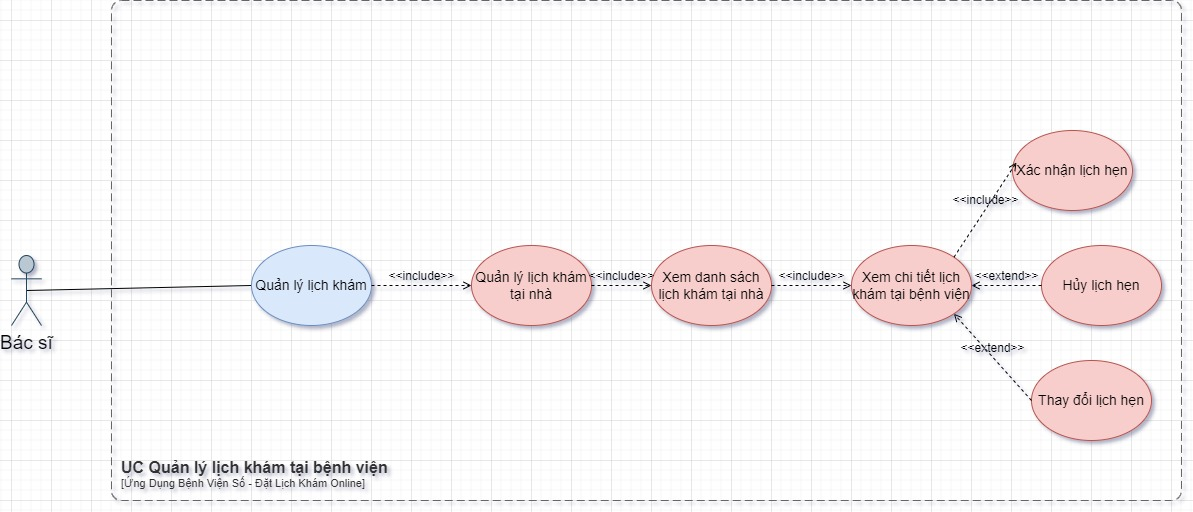 Xác nhận lịch hẹn
<<include>>
Quản lý lịch khám
<<include>>
Quản lý lịch khám
tại nhà
<<include>>
Xem danh sách
lịch khám tại nhà
<<include>>
Xem chi tiết lịch
khám tại bệnh viện
<<extend>>
Hủy lịch hẹn
Bác sĩ
<<extend>>
Thay đổi lịch hẹn
UC Quản lý lịch khám tại bệnh viện
[Ứng Dụng Bệnh Viện Số - Đặt Lịch Khám Online]